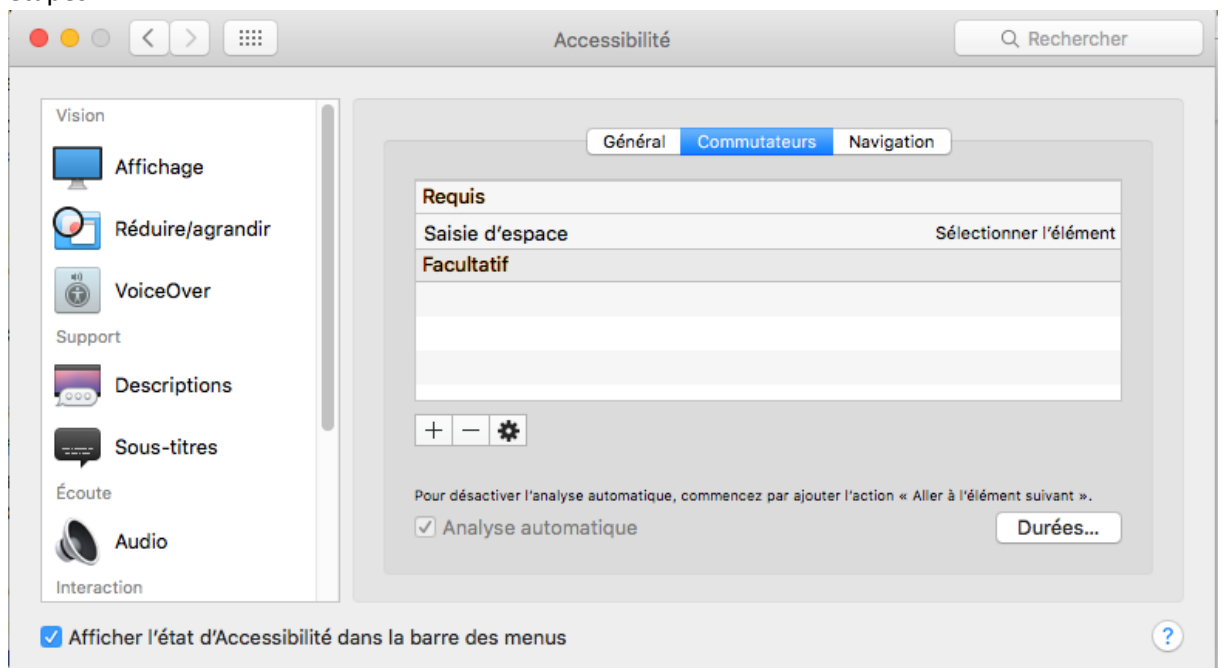 Accessibilité
Rechercher
Vision
Affichage
Réduire/agrandir
VoiceOver
Support
Descriptions
Sous-titres
Écoute
Audio
Interaction
Général Commutateurs Navigation
Requis
Saisie d'espace Sélectionner l'élément
Facultatif
Pour désactiver l'analyse automatique, commencez par ajouter l'action « Aller à l'élément suivant ».
Analyse automatique Durées...
Afficher l'état d'Accessibilité dans la barre des menus
?